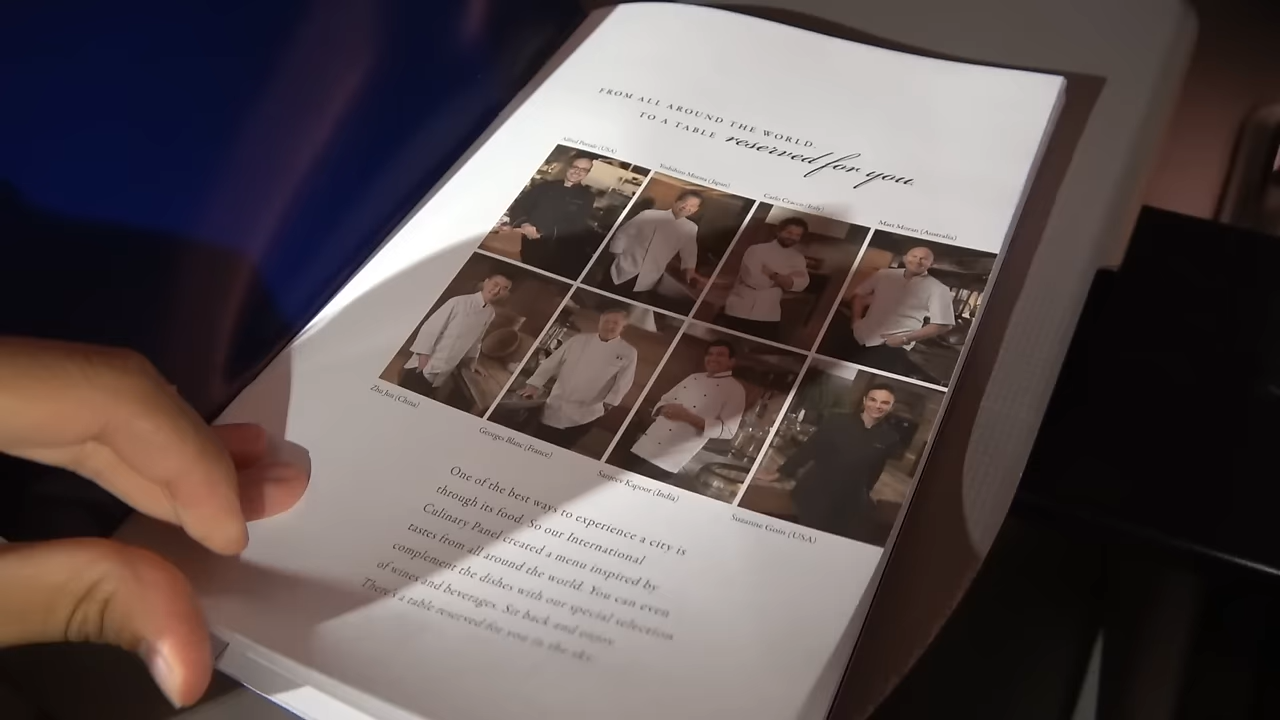 FROM ALL AROUND THE WORLD.
TO A TABLE reserved for you.
Alfred Portale (USA)
Yoshihiro Murata (Japan)
Carlo Cracco (Italy)
Matt Moran (Australia)
Zhu Jun (China)
Georges Blanc (France)
Sanjeev Kapoor (India)
Suzanne Goin (USA)
One of the best ways to experience a city is
through its food. So our International
Culinary Panel created a menu inspired by
tastes from all around the world. You can even
complement the dishes with our special selection
of wines and beverages. Sit back and enjoy
There's a table reserved for you in the sky.